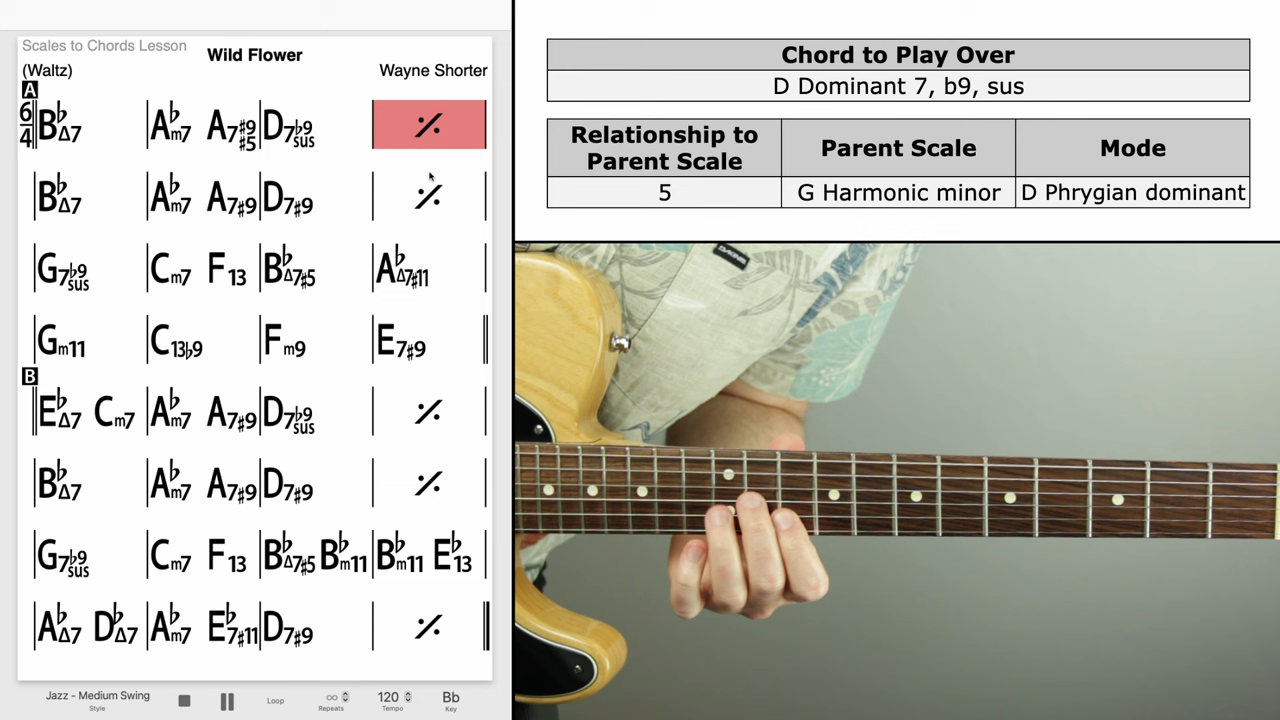 Scales to Chords Lesson
Wild Flower
(Waltz) Wayne Shorter
A
6/4 B♭Δ7 A♭m7 A7♯9♯5 D7♭9sus 𝄎
B♭Δ7 A♭m7 A7♯9 D7♯9 𝄎
G7♭9sus Cm7 F13 B♭Δ7♯5 A♭Δ7♯11
Gm11 C13♭9 Fm9 E7♯9
B
E♭Δ7 Cm7 A♭m7 A7♯9 D7♭9sus 𝄎
B♭Δ7 A♭m7 A7♯9 D7♯9 𝄎
G7♭9sus Cm7 F13 B♭Δ7♯5 B♭m11 B♭m11 E♭13
A♭Δ7 D♭Δ7 A♭m7 E♭7♯11 D7♯9 𝄎
Jazz - Medium Swing
Style
Loop
∞
Repeats
120
Tempo
Bb
Key
Chord to Play Over
D Dominant 7, b9, sus
Relationship to Parent Scale
Parent Scale
Mode
5
G Harmonic minor
D Phrygian dominant
DAKINE